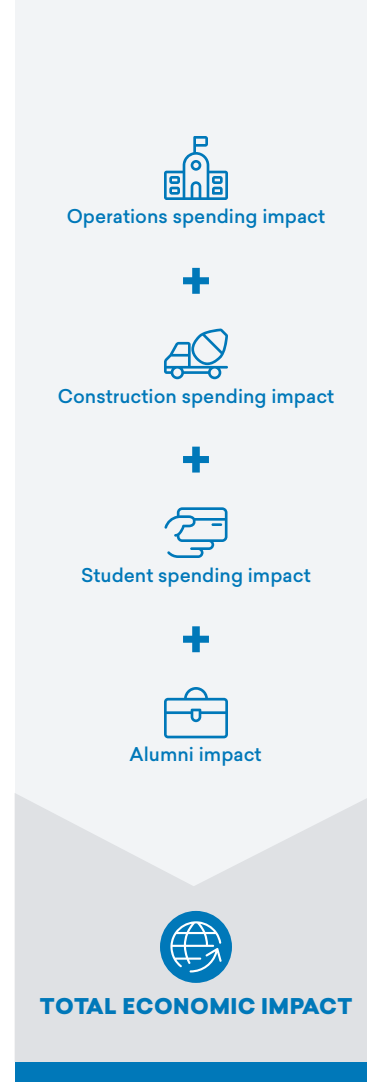 Operations spending impact
+
Construction spending impact
+
Student spending impact
+
Alumni impact
TOTAL ECONOMIC IMPACT